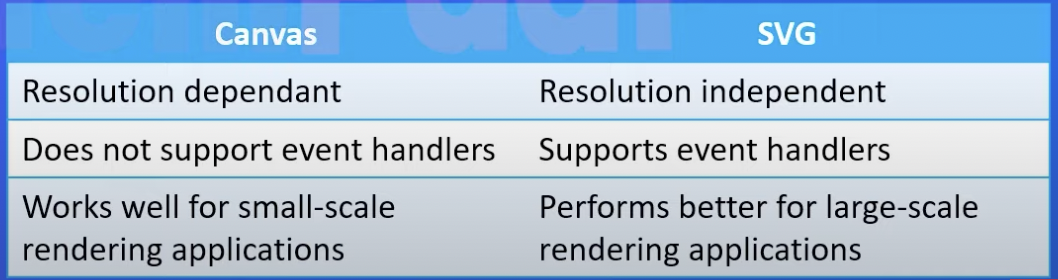 Canvas SVG
Resolution dependant Resolution independent
Does not support event handlers Supports event handlers
Works well for small-scale Performs better for large-scale
rendering applications rendering applications